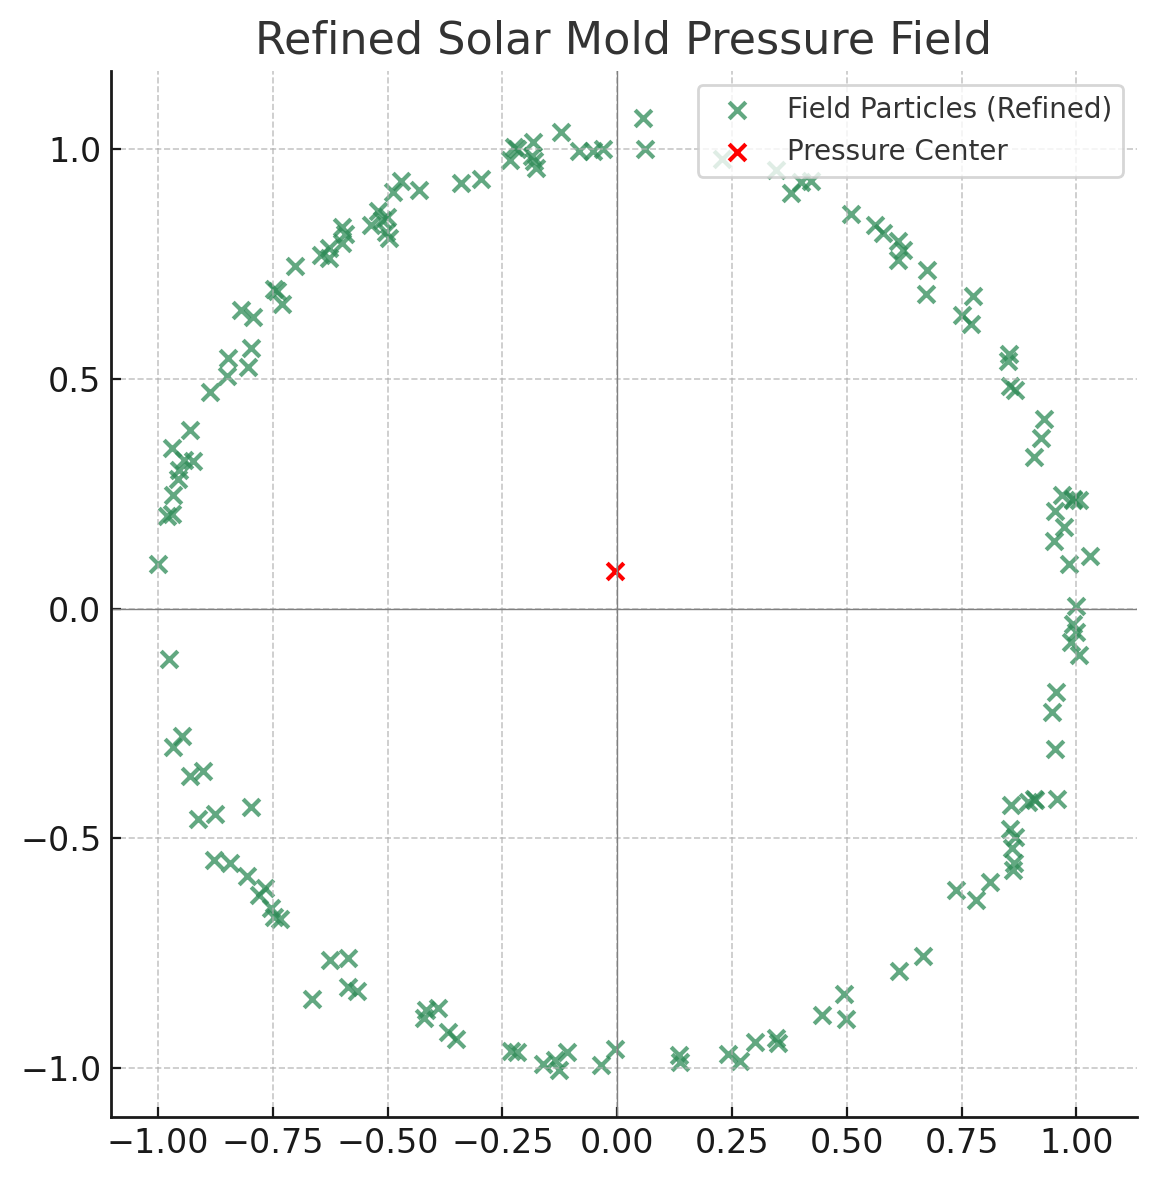 Refined Solar Mold Pressure Field
Field Particles (Refined)
Pressure Center
1.0
0.5
0.0
−0.5
−1.0
−1.00 −0.75 −0.50 −0.25 0.00 0.25 0.50 0.75 1.00